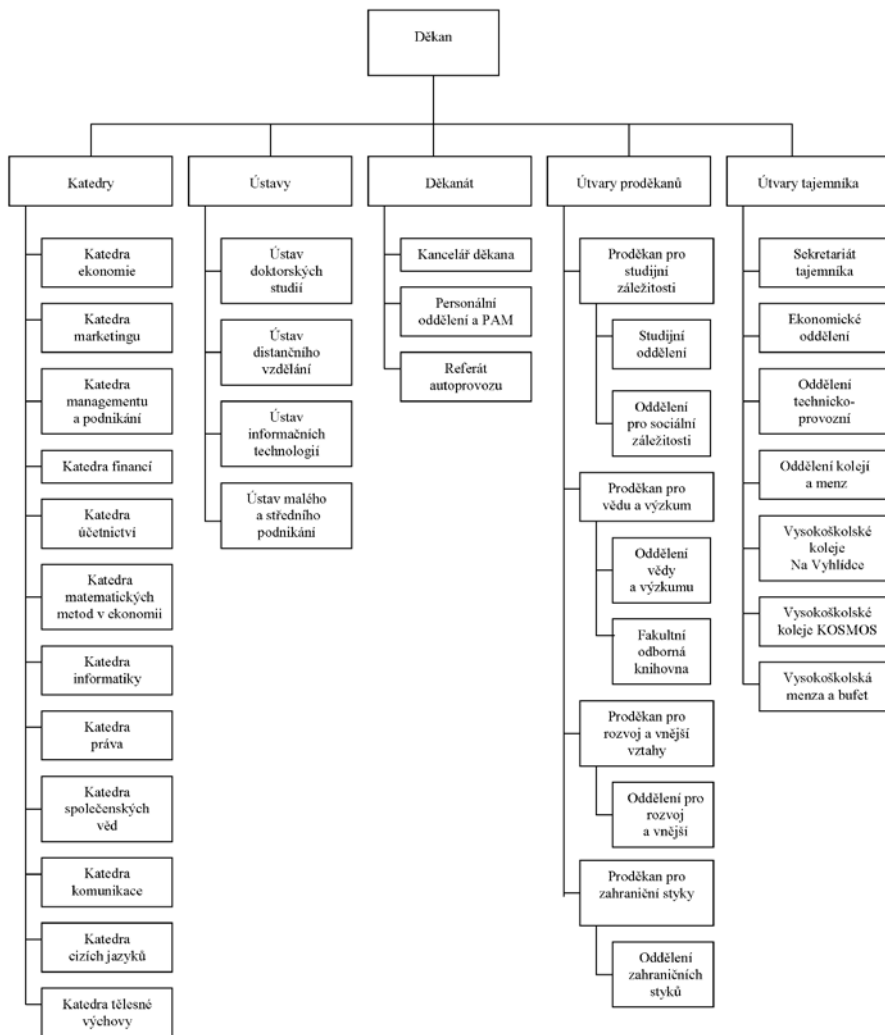 Děkan
Katedry
Ústavy
Děkanát
Útvary proděkanů
Útvary tajemníka
Katedra
ekonomie
Katedra
marketingu
Katedra
managementu
a podnikání
Katedra financí
Katedra
účetnictví
Katedra
matematických
metod v ekonomii
Katedra
informatiky
Katedra
práva
Katedra
společenských
věd
Katedra
komunikace
Katedra
cizích jazyků
Katedra tělesné
výchovy
Ústav
doktorských
studií
Ústav
distančního
vzdělání
Ústav
informačních
technologií
Ústav malého
a středního
podnikání
Kancelář děkana
Personální
oddělení a PAM
Referát
autoprovozu
Proděkan pro
studijní
záležitosti
Studijní
oddělení
Oddělení
pro sociální
záležitosti
Proděkan pro
vědu a výzkum
Oddělení
vědy
a výzkumu
Fakultní
odborná
knihovna
Proděkan pro
rozvoj a vnější
vztahy
Oddělení pro
rozvoj
a vnější
Proděkan pro
zahraniční styky
Oddělení
zahraničních
styků
Sekretariát
tajemníka
Ekonomické
oddělení
Oddělení
technicko-
provozní
Oddělení kolejí
a menz
Vysokoškolské
koleje
Na Vyhlídce
Vysokoškolské
koleje KOSMOS
Vysokoškolská
menza a bufet